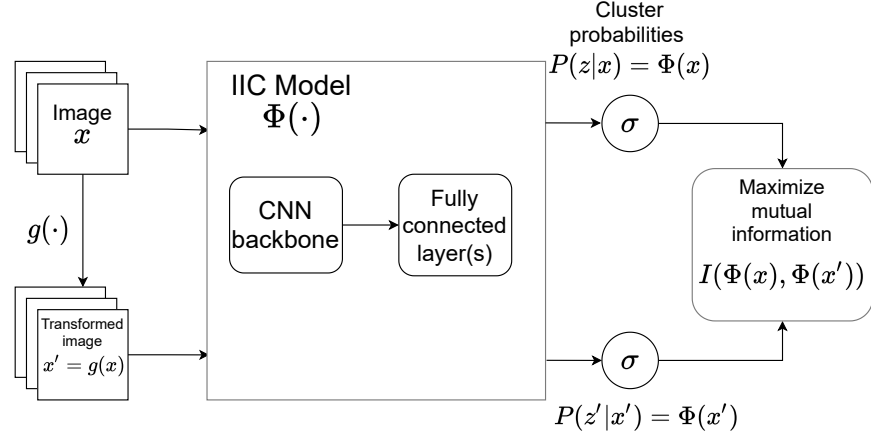 Cluster
probabilities
P(z|x) = Φ(x)
IIC Model
Φ(·)
Image
x
σ
CNN
backbone
Fully
connected
layer(s)
Maximize
mutual
information
I(Φ(x), Φ(x′))
g(·)
Transformed
image
x′ = g(x)
σ
P(z′|x′) = Φ(x′)